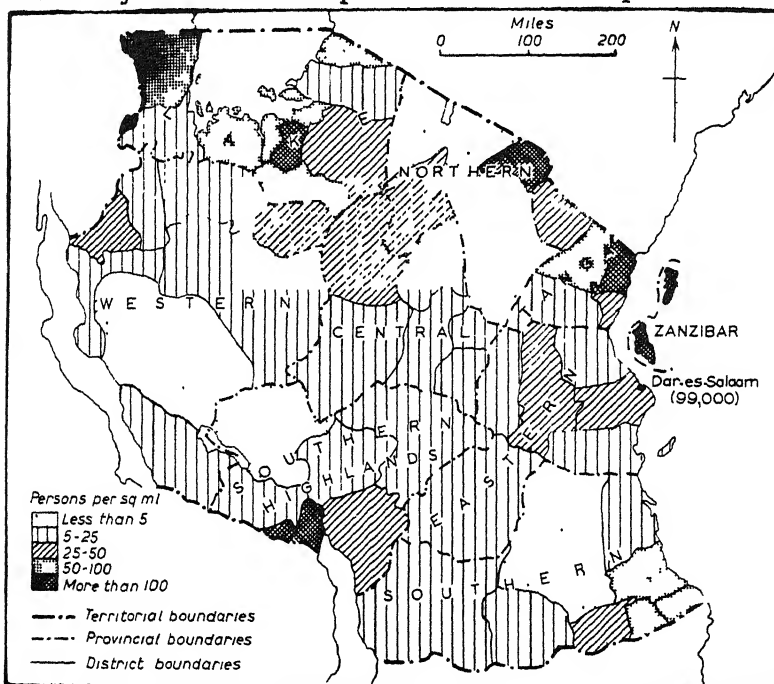 Miles
0 100 200
N
A K E
NORTHERN
WESTERN
CENTRAL
ZANZIBAR
Dar.es-Salaam
(99,000)
SOUTHERN
HIGHLANDS
EASTERN
SOUTHERN
Persons per sq ml
Less than 5
5-25
25-50
50-100
More than 100
Territorial boundaries
Provincial boundaries
District boundaries